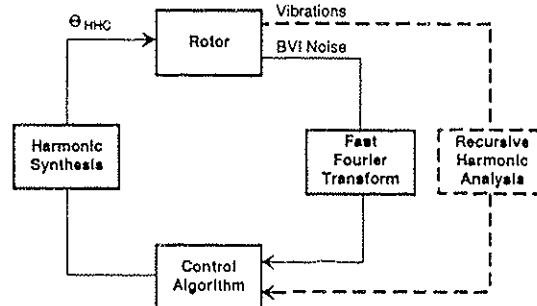 Θ HHC
Rotor
Vibrations
BVI Noise
Harmonic
Synthesis
Fast
Fourier
Transform
Recursive
Harmonic
Analysis
Control
Algorithm